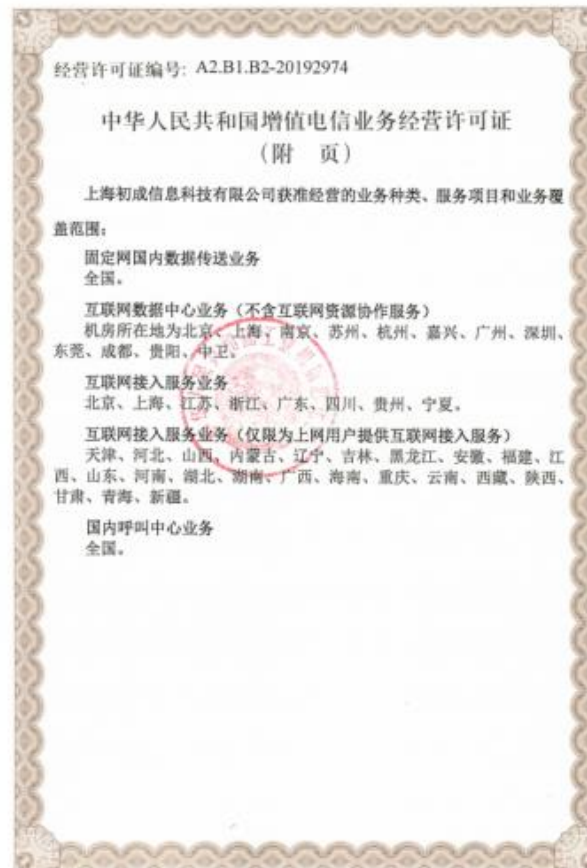 经营许可证编号: A2.B1.B2-20192974
中华人民共和国增值电信业务经营许可证
（附 页）
上海初成信息科技有限公司获准经营的业务种类、服务项目和业务覆
盖范围：
固定网国内数据传送业务
全国。
互联网数据中心业务（不含互联网资源协作服务）
机房所在地为北京、上海、南京、苏州、杭州、嘉兴、广州、深圳、
东莞、成都、贵阳、中卫。
互联网接入服务业务
北京、上海、江苏、浙江、广东、四川、贵州、宁夏。
互联网接入服务业务（仅限为上网用户提供互联网接入服务）
天津、河北、山西、内蒙古、辽宁、吉林、黑龙江、安徽、福建、江
西、山东、河南、湖北、湖南、广西、海南、重庆、云南、西藏、陕西、
甘肃、青海、新疆。
国内呼叫中心业务
全国。